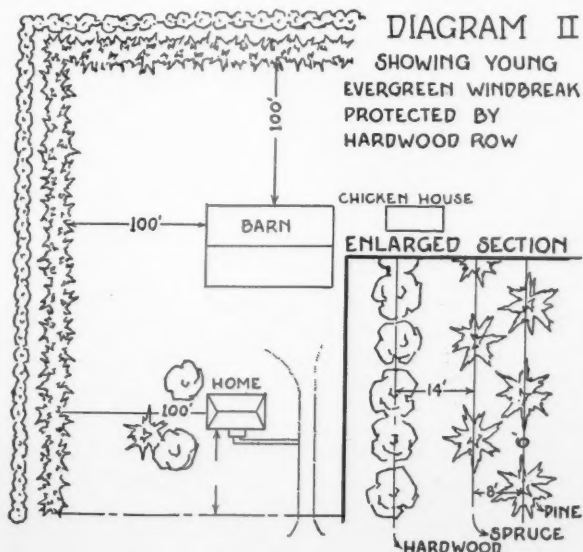 DIAGRAM II
SHOWING YOUNG
EVERGREEN WINDBREAK
PROTECTED BY
HARDWOOD ROW
100'
100'
BARN
CHICKEN HOUSE
ENLARGED SECTION
HOME
100'
14'
8'
PINE
SPRUCE
HARDWOOD